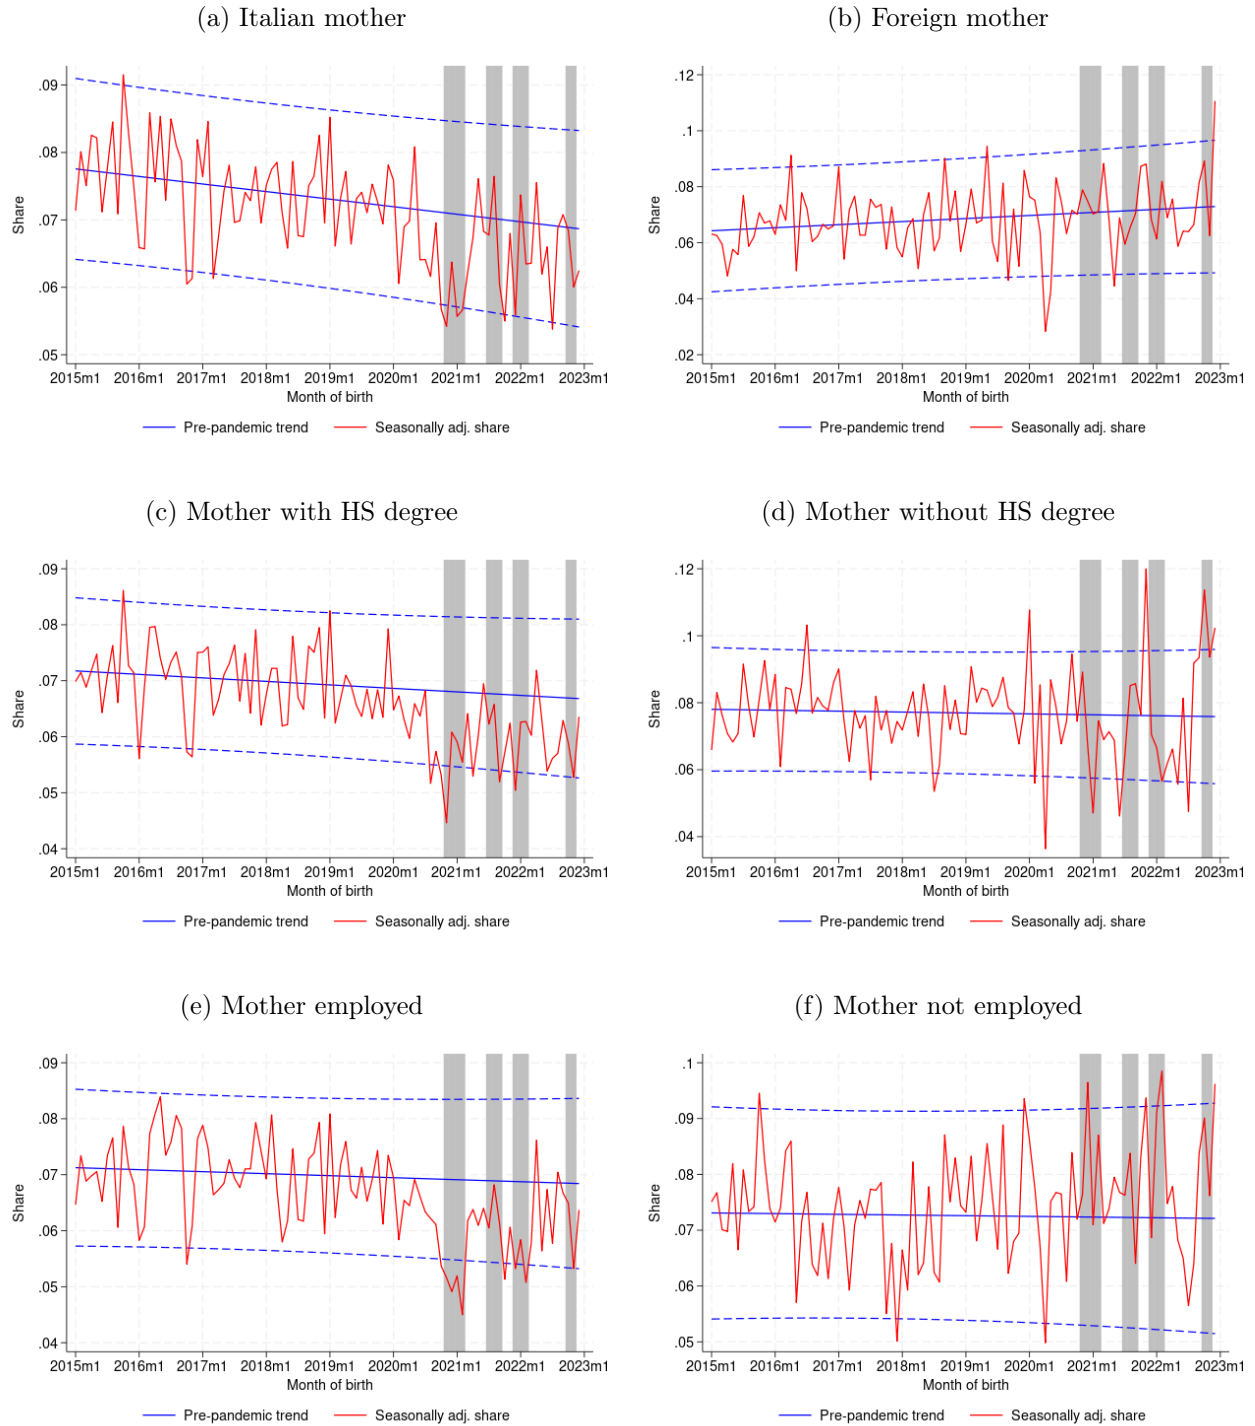 (a) Italian mother
(b) Foreign mother
.09
.08
.07
.06
.05
Share
2015m1 2016m1 2017m1 2018m1 2019m1 2020m1 2021m1 2022m1 2023m1
Month of birth
Pre-pandemic trend Seasonally adj. share
.12
.1
.08
.06
.04
.02
Share
2015m1 2016m1 2017m1 2018m1 2019m1 2020m1 2021m1 2022m1 2023m1
Month of birth
Pre-pandemic trend Seasonally adj. share
(c) Mother with HS degree
(d) Mother without HS degree
.09
.08
.07
.06
.05
.04
Share
2015m1 2016m1 2017m1 2018m1 2019m1 2020m1 2021m1 2022m1 2023m1
Month of birth
Pre-pandemic trend Seasonally adj. share
.12
.1
.08
.06
.04
Share
2015m1 2016m1 2017m1 2018m1 2019m1 2020m1 2021m1 2022m1 2023m1
Month of birth
Pre-pandemic trend Seasonally adj. share
(e) Mother employed
(f) Mother not employed
.09
.08
.07
.06
.05
.04
Share
2015m1 2016m1 2017m1 2018m1 2019m1 2020m1 2021m1 2022m1 2023m1
Month of birth
Pre-pandemic trend Seasonally adj. share
.1
.09
.08
.07
.06
.05
Share
2015m1 2016m1 2017m1 2018m1 2019m1 2020m1 2021m1 2022m1 2023m1
Month of birth
Pre-pandemic trend Seasonally adj. share